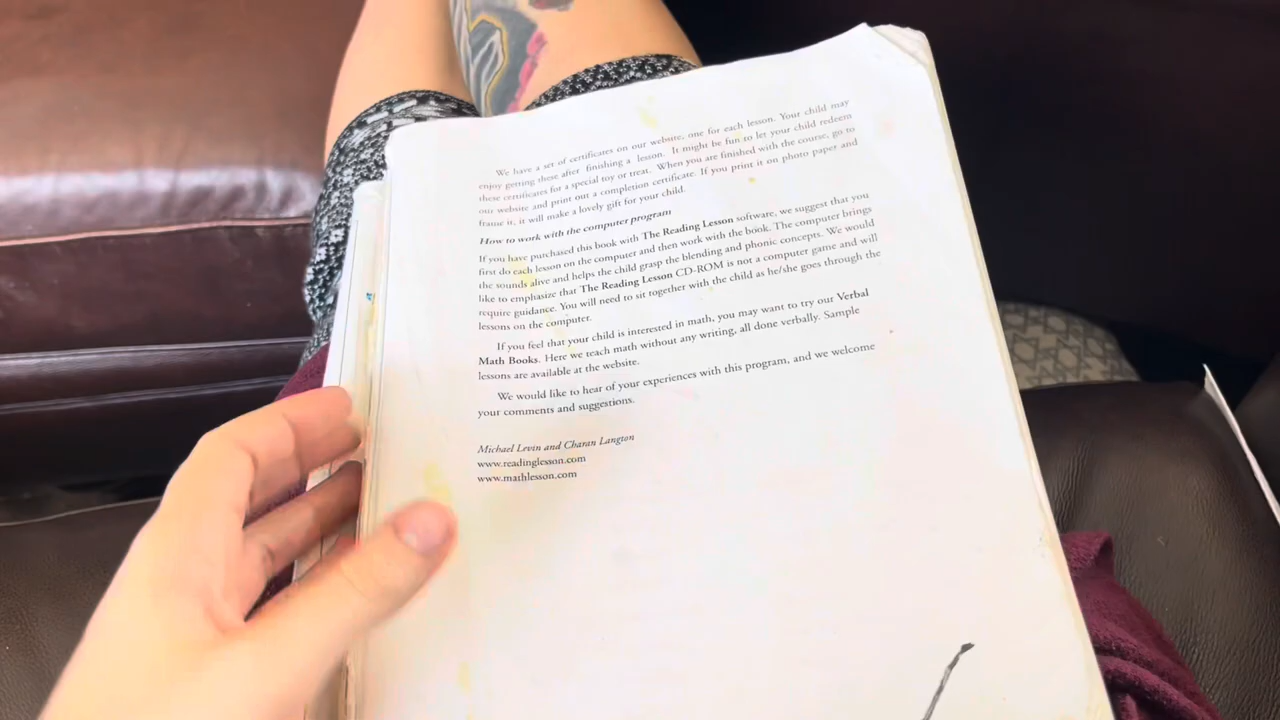 We have a set of certificates on our website, one for each lesson. Your child may
enjoy getting these after finishing a lesson. It might be fun to let your child redeem
these certificates for a special toy or treat. When you are finished with the course, go to
our website and print out a completion certificate. If you print it on photo paper and
frame it, it will make a lovely gift for your child.
How to work with the computer program
If you have purchased this book with The Reading Lesson software, we suggest that you
first do each lesson on the computer and then work with the book. The computer brings
the sounds alive and helps the child grasp the blending and phonic concepts. We would
like to emphasize that The Reading Lesson CD-ROM is not a computer game and will
require guidance. You will need to sit together with the child as he/she goes through the
lessons on the computer.
If you feel that your child is interested in math, you may want to try our Verbal
Math Books. Here we teach math without any writing, all done verbally. Sample
lessons are available at the website.
We would like to hear of your experiences with this program, and we welcome
your comments and suggestions.
Michael Levin and Charan Langton
www.readinglesson.com
www.mathlesson.com